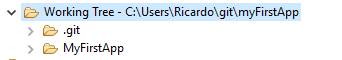 Working Tree - C:\Users\Ricardo\git\myFirstApp
.git
MyFirstApp